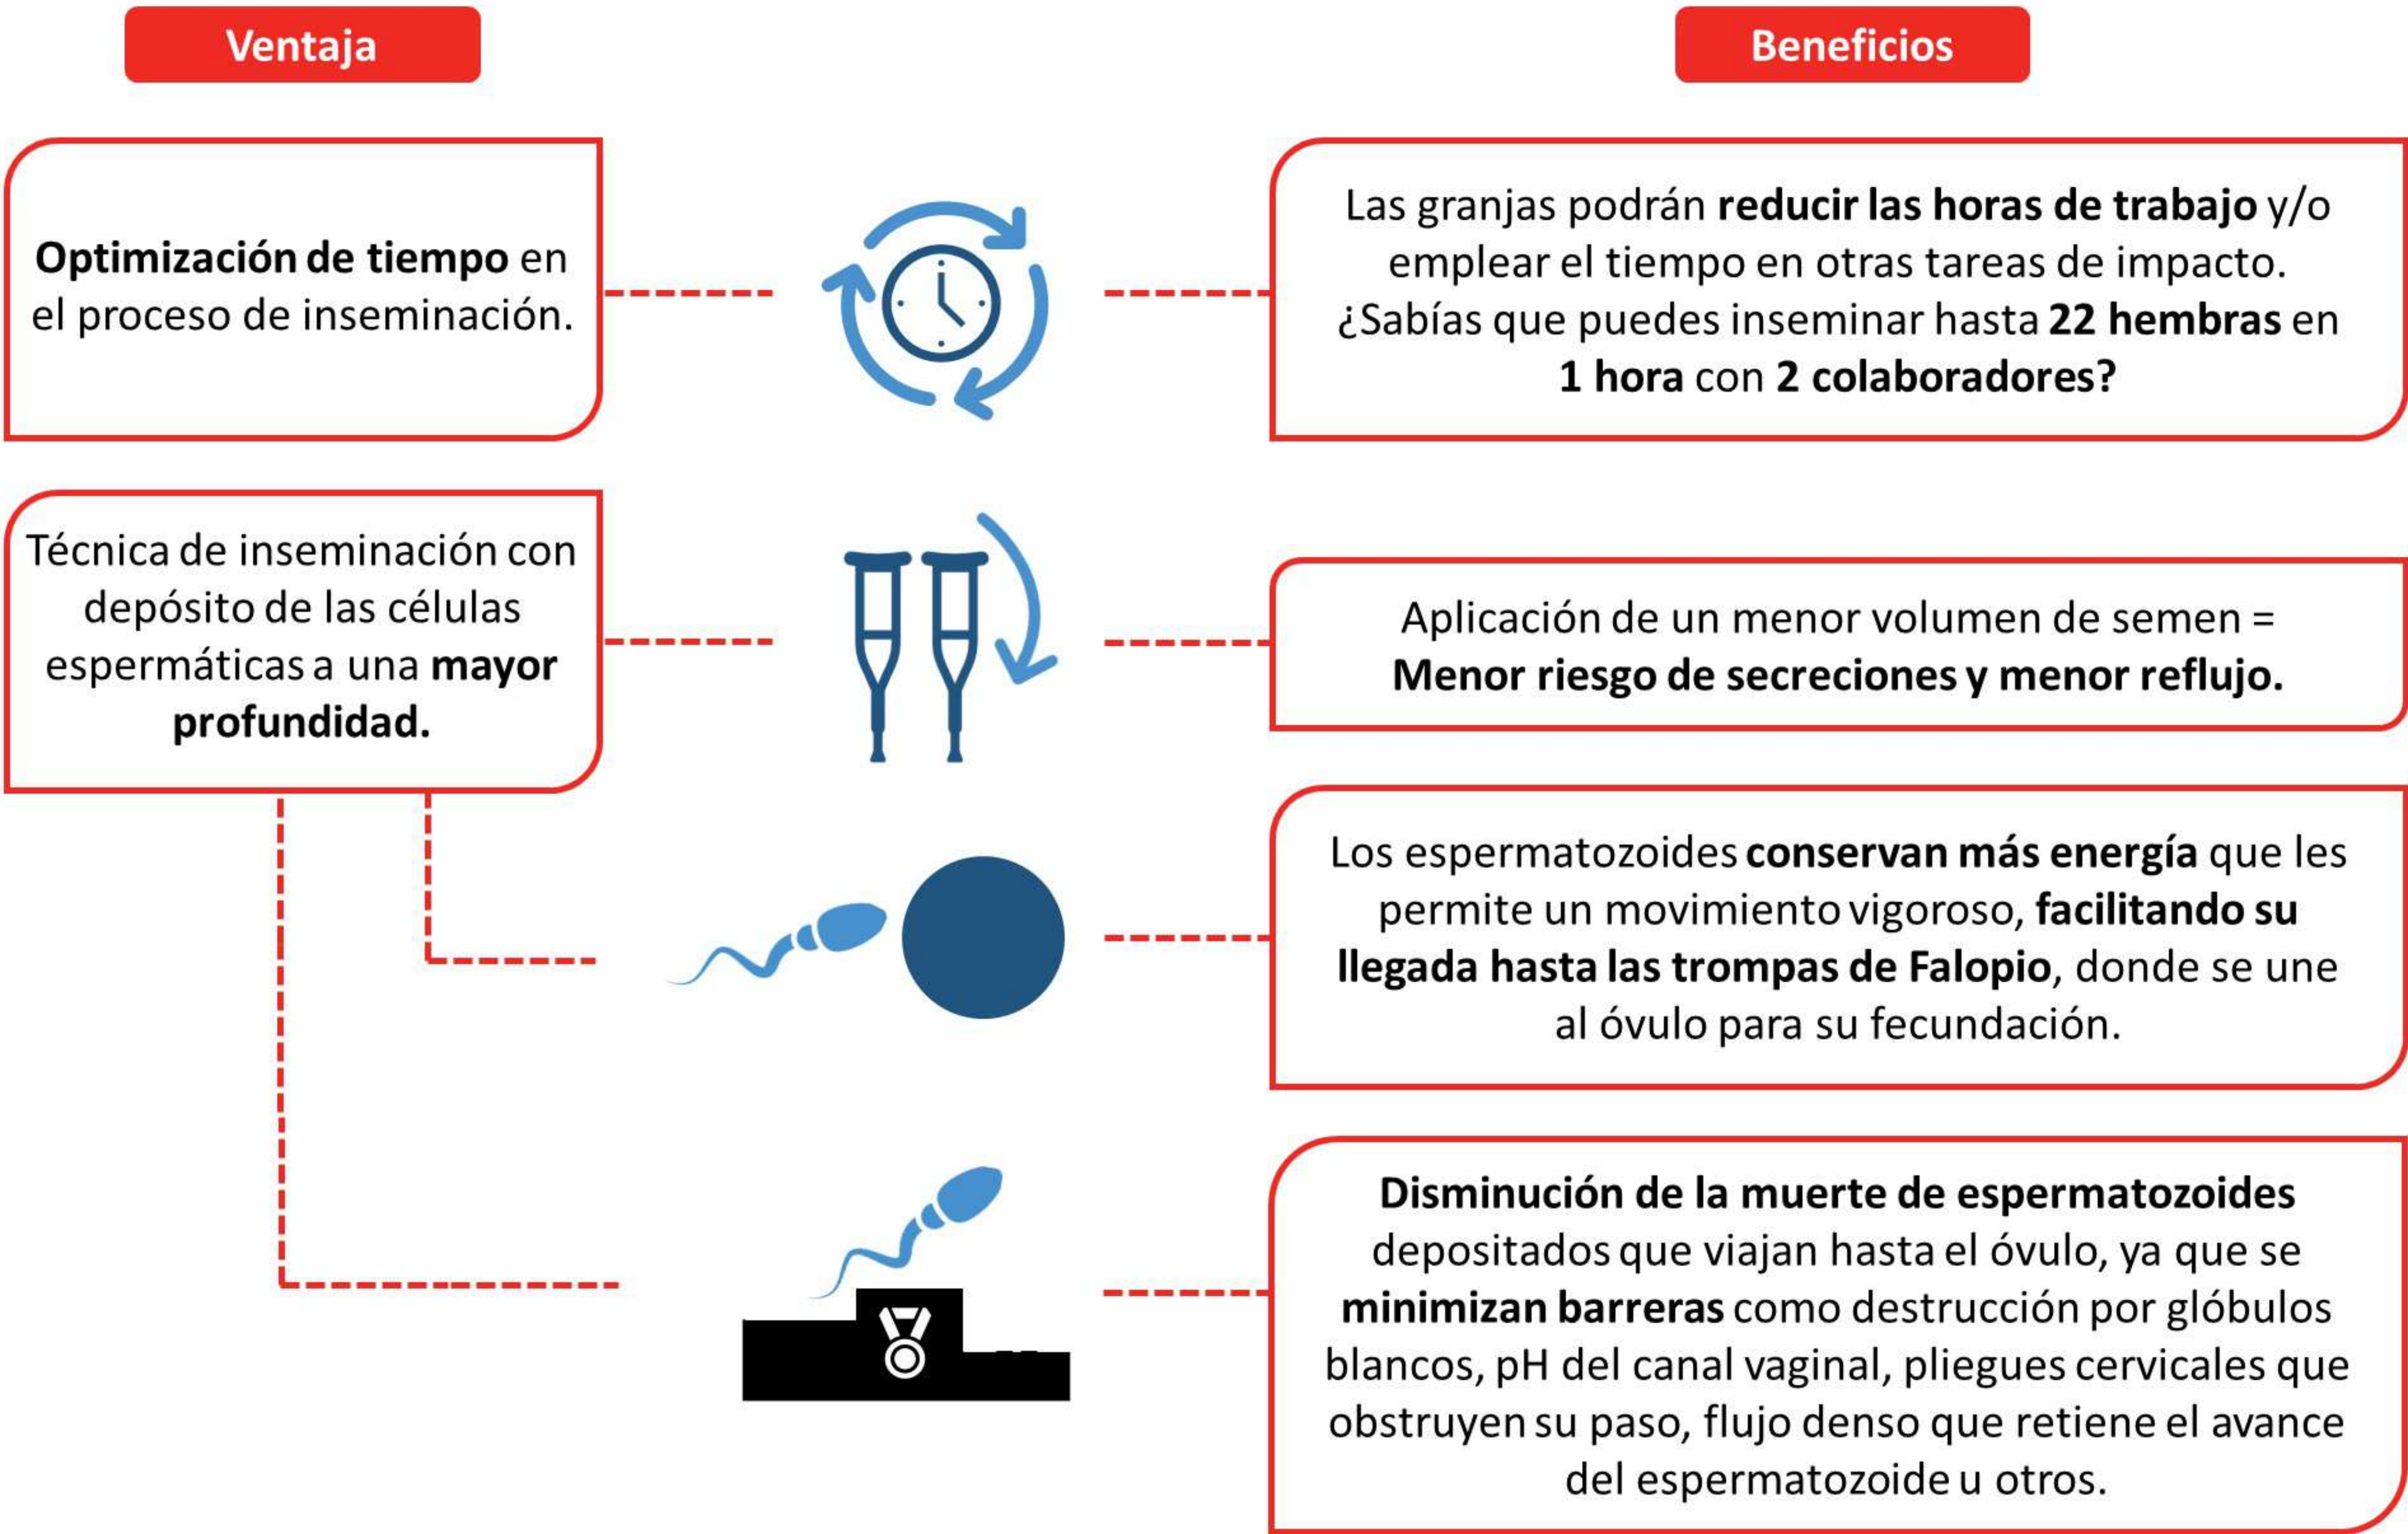 Ventaja
Beneficios
Optimización de tiempo en
el proceso de inseminación.
Las granjas podrán reducir las horas de trabajo y/o
emplear el tiempo en otras tareas de impacto.
¿Sabías que puedes inseminar hasta 22 hembras en
1 hora con 2 colaboradores?
Técnica de inseminación con
depósito de las células
espermáticas a una mayor
profundidad.
Aplicación de un menor volumen de semen =
Menor riesgo de secreciones y menor reflujo.
Los espermatozoides conservan más energía que les
permite un movimiento vigoroso, facilitando su
llegada hasta las trompas de Falopio, donde se une
al óvulo para su fecundación.
Disminución de la muerte de espermatozoides
depositados que viajan hasta el óvulo, ya que se
minimizan barreras como destrucción por glóbulos
blancos, pH del canal vaginal, pliegues cervicales que
obstruyen su paso, flujo denso que retiene el avance
del espermatozoide u otros.